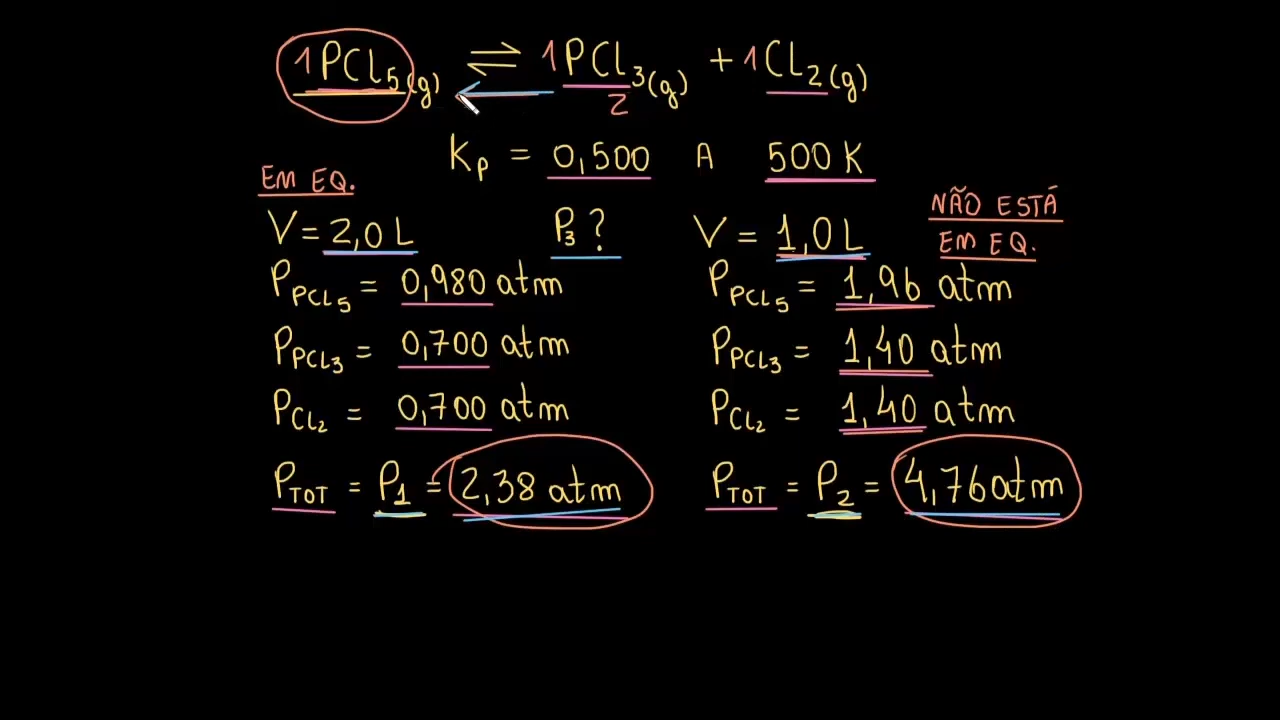 1PCl5(g) ⇌ 1PCl3(g) + 1Cl2(g)
2
Kp = 0,500 A 500 K
EM EQ.
V = 2,0 L
P3 ?
V = 1,0 L
NÃO ESTÁ
EM EQ.
PPCl5 = 0,980 atm
PPCl5 = 1,96 atm
PPCl3 = 0,700 atm
PPCl3 = 1,40 atm
PCl2 = 0,700 atm
PCl2 = 1,40 atm
PTOT = P1 = 2,38 atm
PTOT = P2 = 4,76 atm